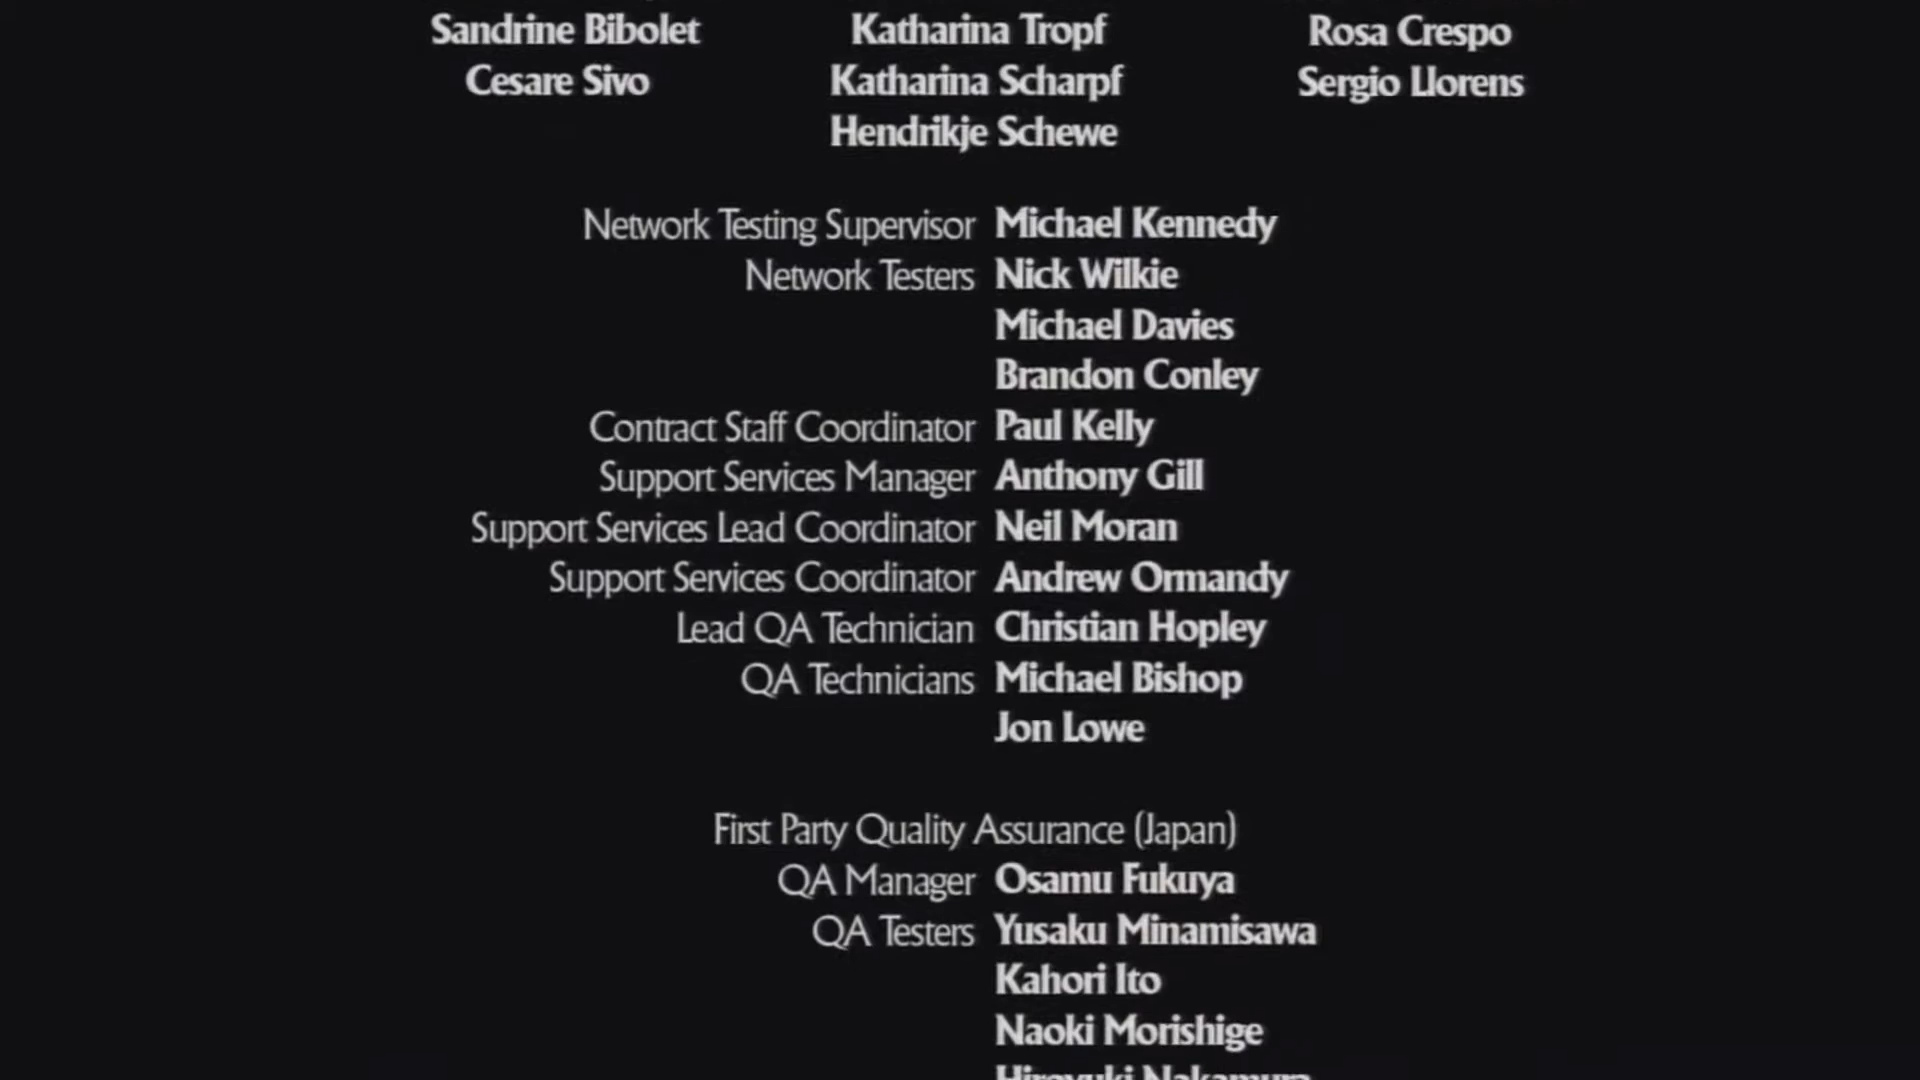 Sandrine Bibolet Katharina Tropf Rosa Crespo
Cesare Sivo Katharina Scharpf Sergio Llorens
Hendrikje Schewe
Network Testing Supervisor Michael Kennedy
Network Testers Nick Wilkie
Michael Davies
Brandon Conley
Contract Staff Coordinator Paul Kelly
Support Services Manager Anthony Gill
Support Services Lead Coordinator Neil Moran
Support Services Coordinator Andrew Ormandy
Lead QA Technician Christian Hopley
QA Technicians Michael Bishop
Jon Lowe
First Party Quality Assurance (Japan)
QA Manager Osamu Fukuya
QA Testers Yusaku Minamisawa
Kahori Ito
Naoki Morishige
Hiroyuki Nakamura